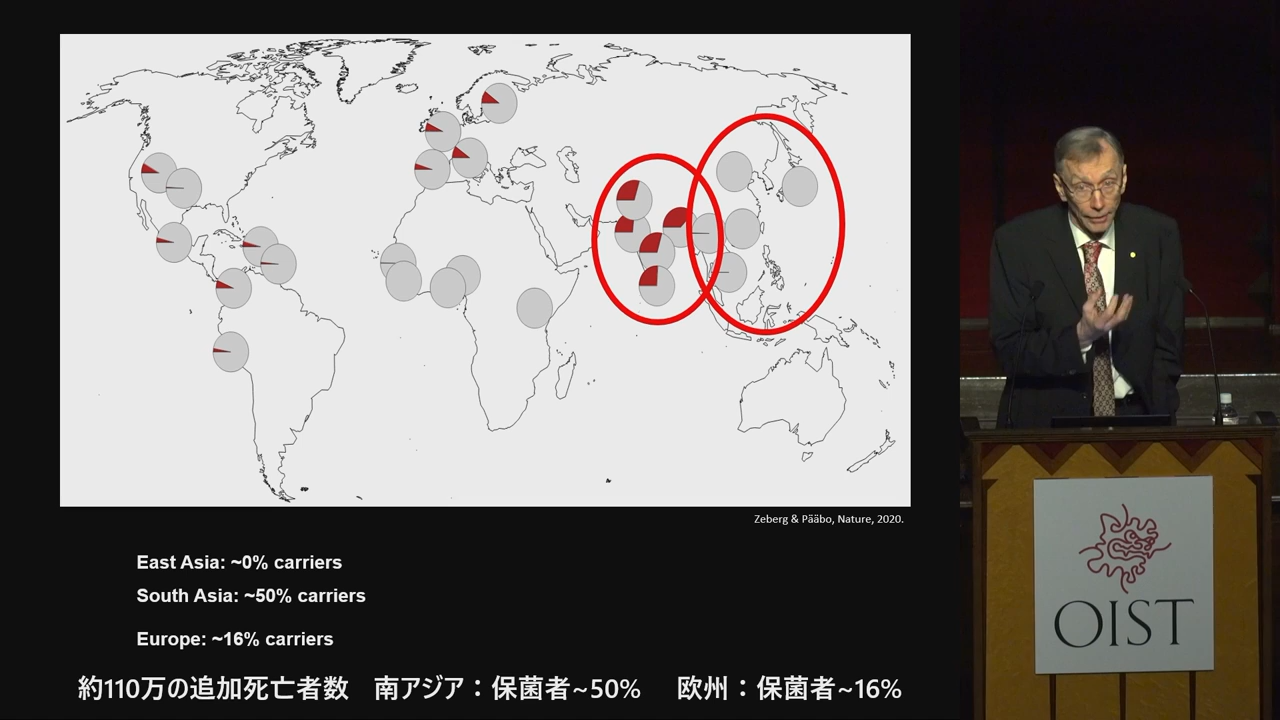 Zeberg & Pääbo, Nature, 2020.
East Asia: ~0% carriers
South Asia: ~50% carriers
Europe: ~16% carriers
約110万の追加死亡者数 南アジア：保菌者~50% 欧州：保菌者~16%
OIST